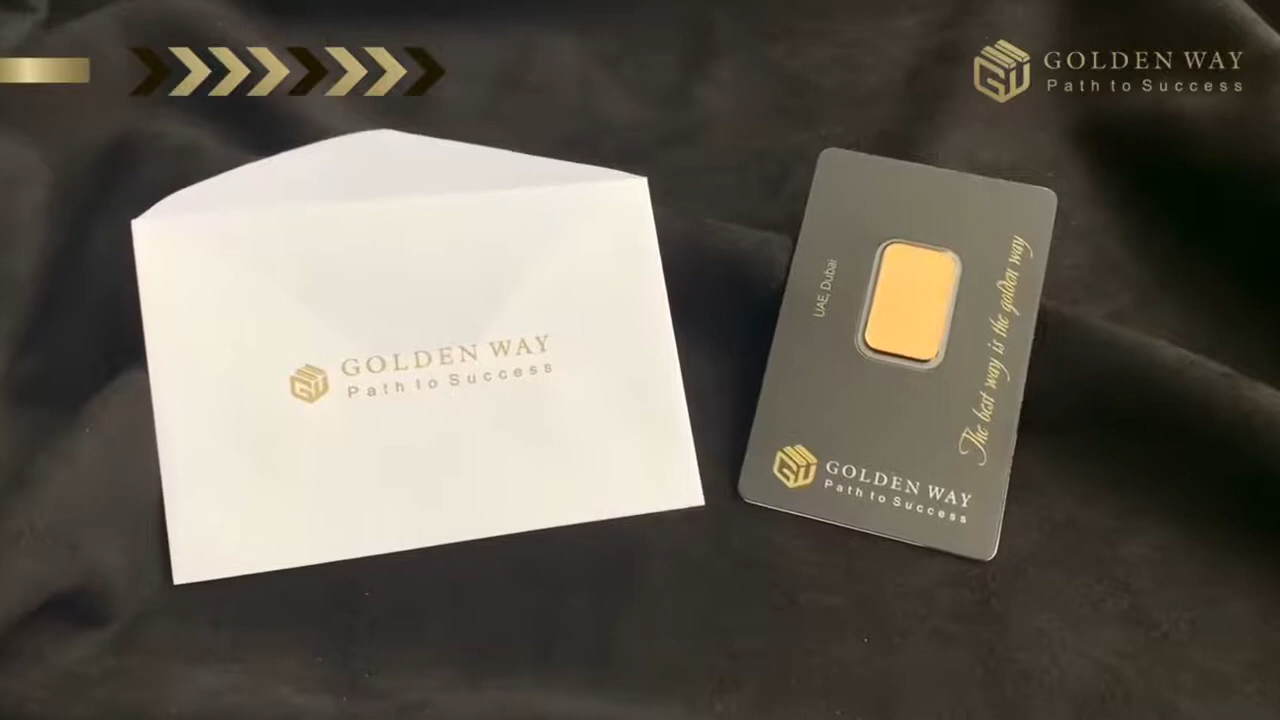 GOLDEN WAY
Path to Success
GOLDEN WAY
Path to Success
UAE, Dubai
The best way is the golden way
GOLDEN WAY
Path to Success